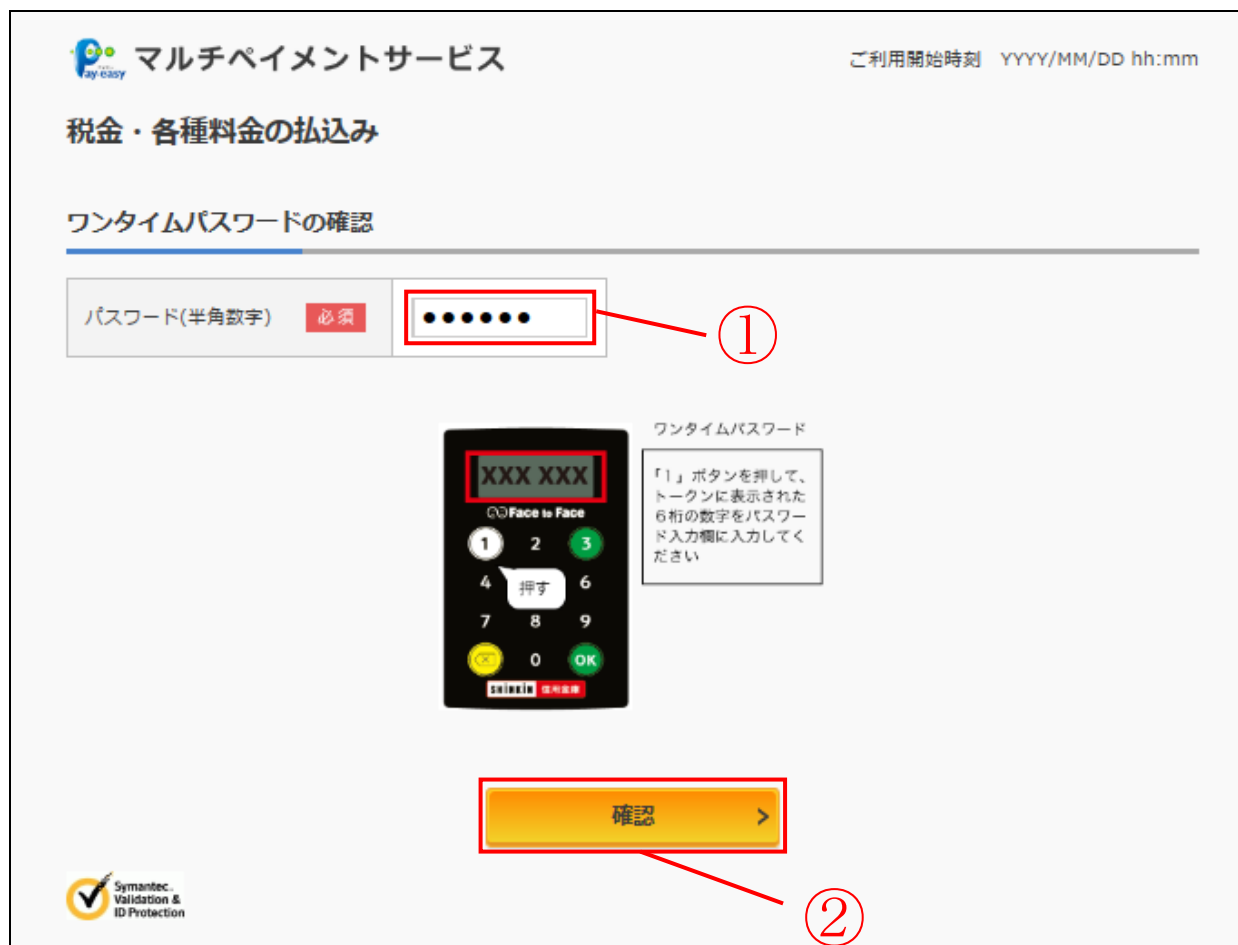 Pay-easy マルチペイメントサービス
ご利用開始時刻 YYYY/MM/DD hh:mm
税金・各種料金の払込み
ワンタイムパスワードの確認
パスワード(半角数字) 必須 ●●●●●●
①
ワンタイムパスワード
「1」ボタンを押して、
トークンに表示された
6桁の数字をパスワー
ド入力欄に入力してく
ださい
XXX XXX
Face to Face
1 2 3
4 押す 6
7 8 9
0 OK
SHINKIN 信用金庫
確認 >
②
Symantec.
Validation &
ID Protection